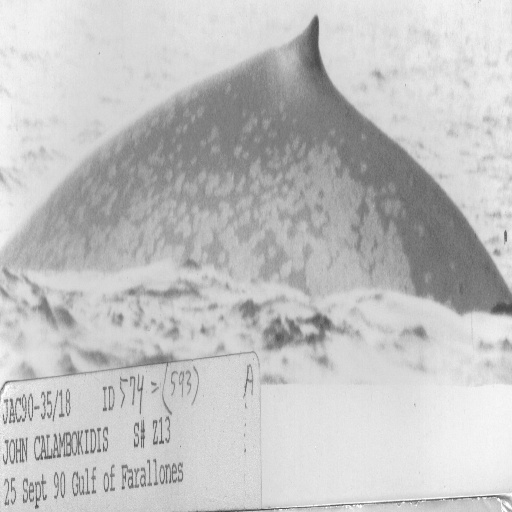 JAC90-35/18 ID 574 = (593) A
JOHN CALAMBOKIDIS S# Z13
25 Sept 90 Gulf of Farallones